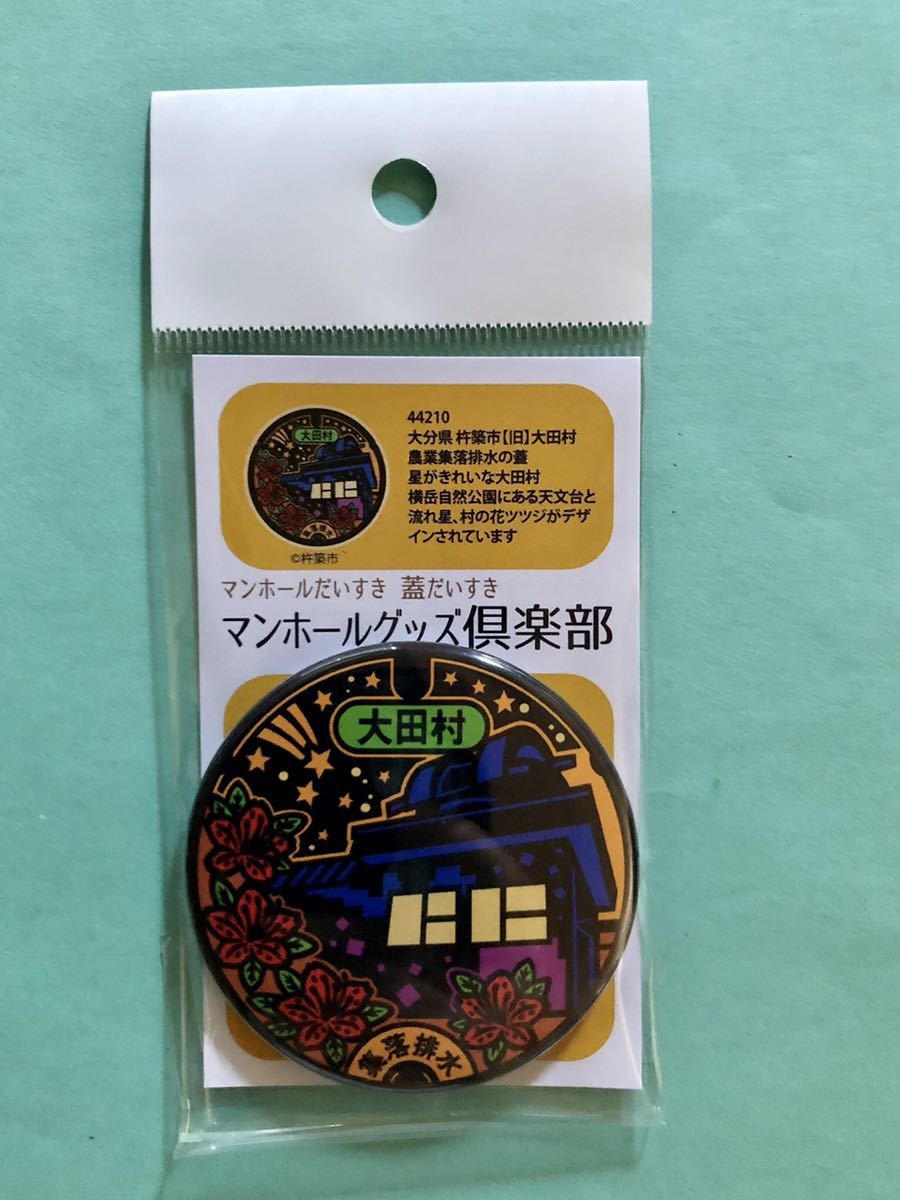 大田村
集落排水
©杵築市
44210
大分県 杵築市【旧】大田村
農業集落排水の蓋
星がきれいな大田村
横岳自然公園にある天文台と
流れ星、村の花ツツジがデザ
インされています
マンホールだいすき 蓋だいすき
マンホールグッズ倶楽部
大田村
集落排水